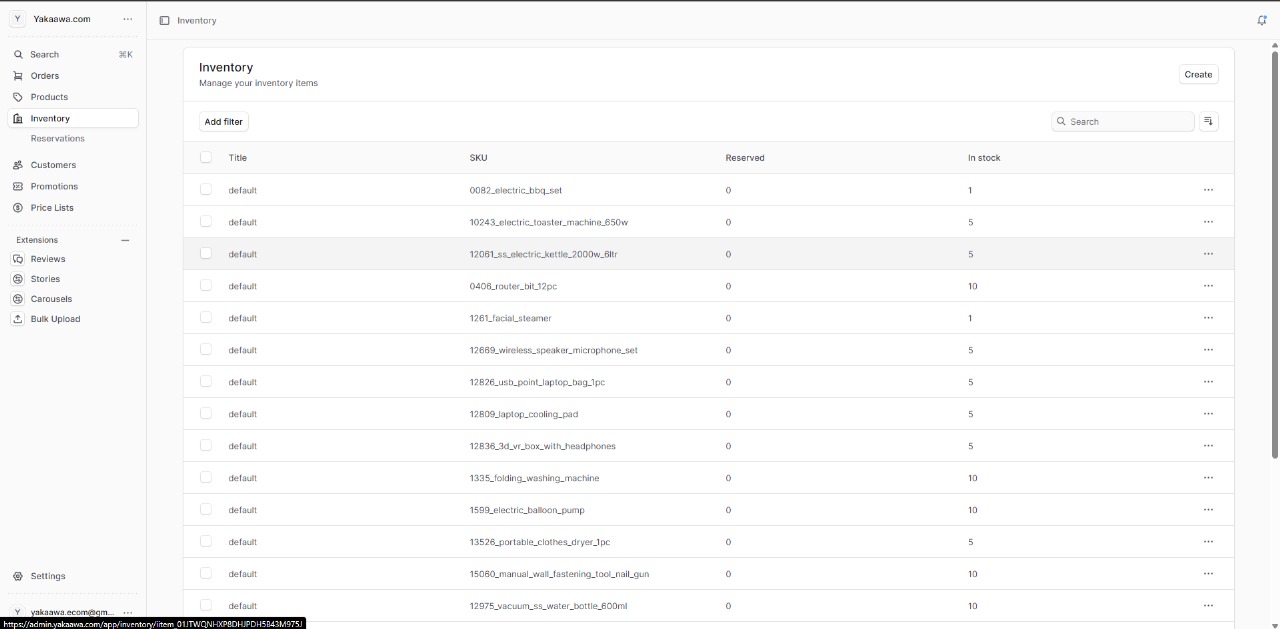 Y Yakaawa.com ...
Inventory
Search ⌘K
Orders
Products
Inventory
Reservations
Customers
Promotions
Price Lists
Extensions
Reviews
Stories
Carousels
Bulk Upload
Settings
Y yakaawa.ecom@gm... ...
Inventory
Manage your inventory items
Create
Add filter
Search
Title SKU Reserved In stock
default 0082_electric_bbq_set 0 1
default 10243_electric_toaster_machine_650w 0 5
default 12061_ss_electric_kettle_2000w_6ltr 0 5
default 0406_router_bit_12pc 0 10
default 1261_facial_steamer 0 1
default 12669_wireless_speaker_microphone_set 0 5
default 12826_usb_point_laptop_bag_1pc 0 5
default 12809_laptop_cooling_pad 0 5
default 12836_3d_vr_box_with_headphones 0 5
default 1335_folding_washing_machine 0 10
default 1599_electric_balloon_pump 0 10
default 13526_portable_clothes_dryer_1pc 0 5
default 15060_manual_wall_fastening_tool_nail_gun 0 10
default 12975_vacuum_ss_water_bottle_600ml 0 10
https://admin.yakaawa.com/app/inventory/iitem_01JTWQNHXP8DHJPDH5B43M975J